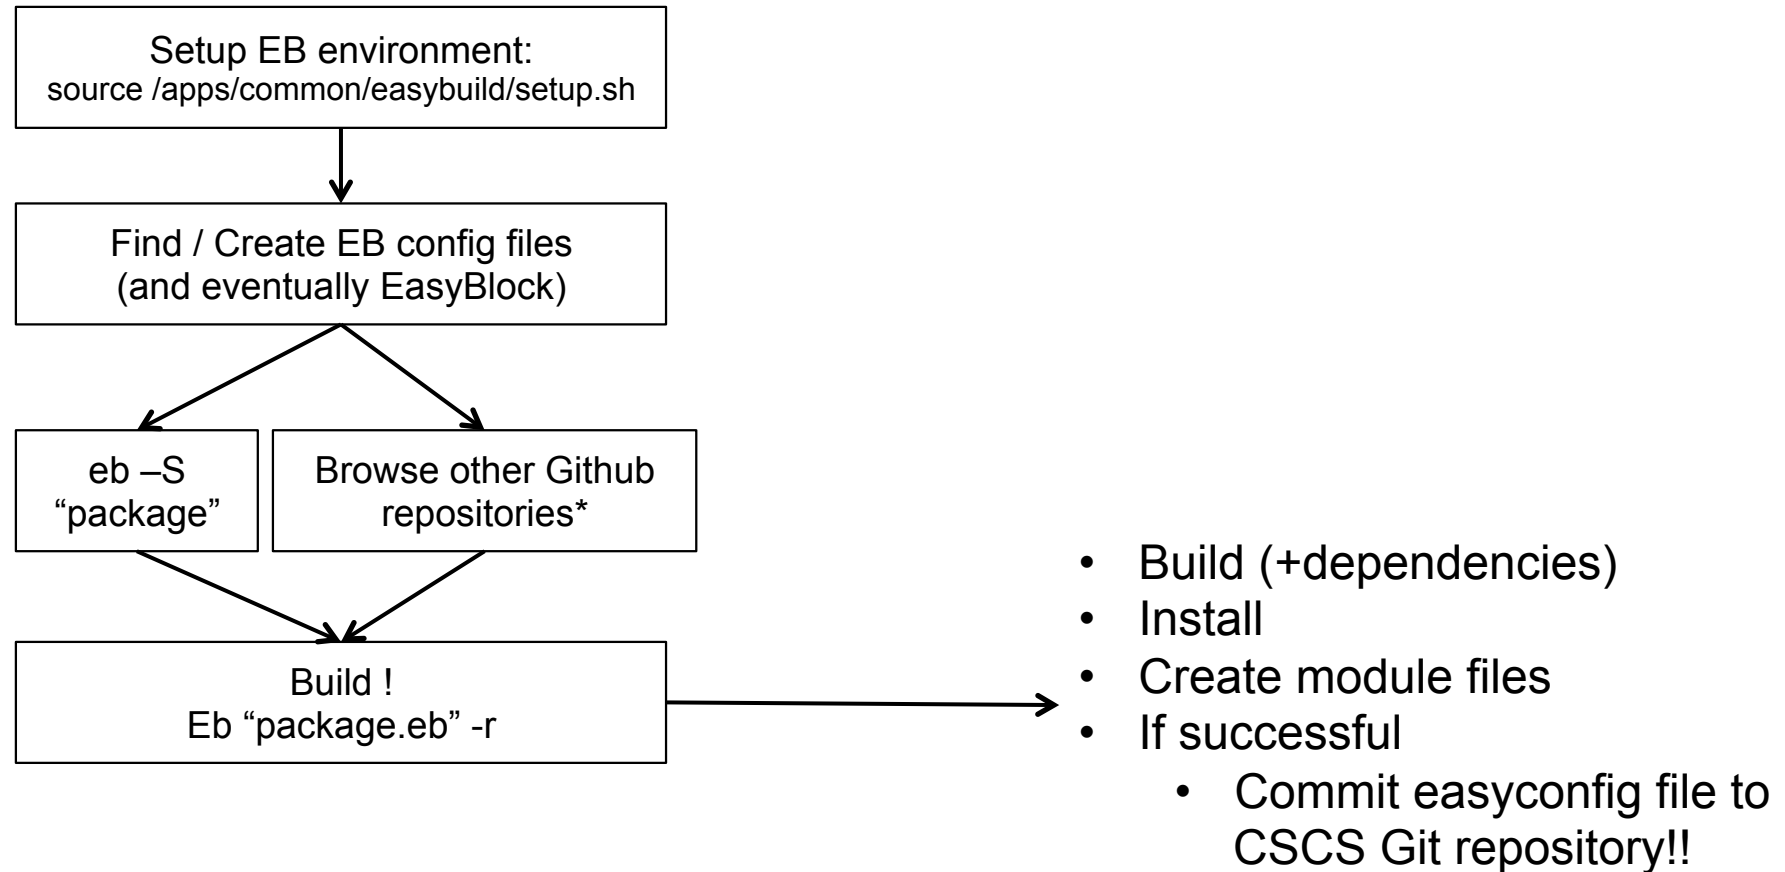 Setup EB environment:
source /apps/common/easybuild/setup.sh
Find / Create EB config files
(and eventually EasyBlock)
eb –S
“package”
Browse other Github
repositories*
Build !
Eb “package.eb” -r
• Build (+dependencies)
• Install
• Create module files
• If successful
• Commit easyconfig file to
CSCS Git repository!!